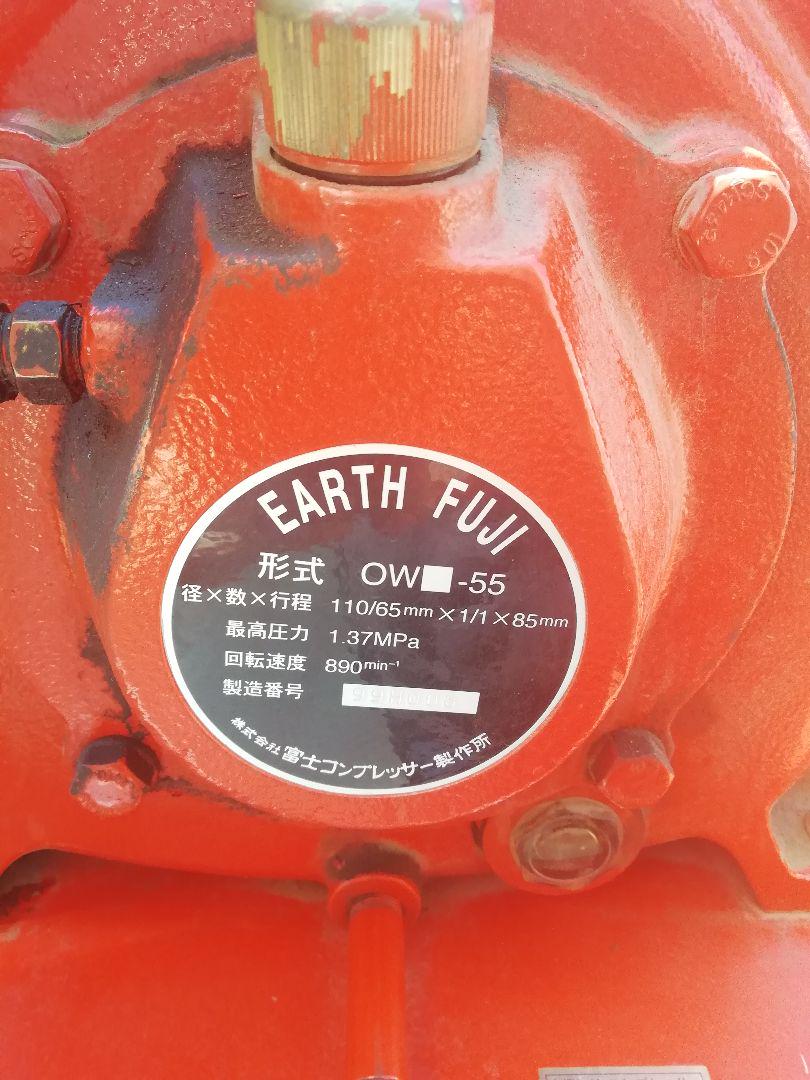 EARTH FUJI
形式 OW■-55
径×数×行程 110/65mm×1/1×85mm
最高圧力 1.37MPa
回転速度 890min⁻¹
製造番号
株式会社 富士コンプレッサー製作所